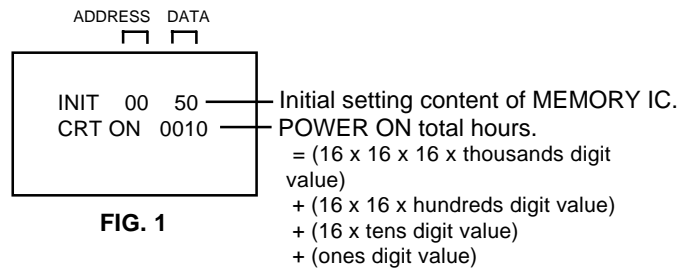 ADDRESS DATA
INIT 00 50 Initial setting content of MEMORY IC.
CRT ON 0010 POWER ON total hours.
= (16 x 16 x 16 x thousands digit
value)
+ (16 x 16 x hundreds digit value)
+ (16 x tens digit value)
+ (ones digit value)
FIG. 1